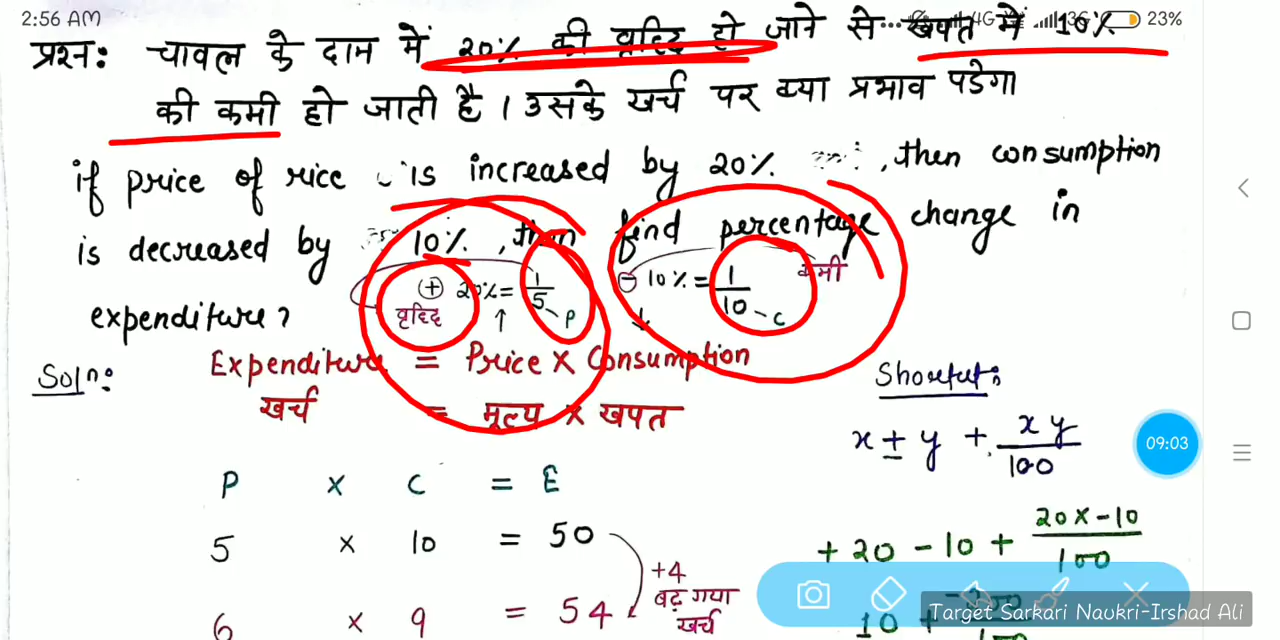 2:56 AM 4G 3G 23%
प्रश्न: चावल के दाम में 20% की वृद्धि हो जाने से खपत में 10%
की कमी हो जाती है। उसके खर्च पर क्या प्रभाव पडेगा
if price of rice is increased by 20% , then consumption
is decreased by 10% , then find percentage change in
expenditure?
⊕ 20% = 1/5 - P
वृद्धि ↑
⊖ 10% = 1/10 - C कमी
↓
Soln: Expenditure = Price × Consumption
खर्च = मूल्य × खपत
P × C = E
5 × 10 = 50
6 × 9 = 54
+4
बढ़ गया
खर्च
Shortcut:
x ± y + xy/100
+ 20 - 10 + 20 x - 10/100
10 +
09:03
Target Sarkari Naukri-Irshad Ali